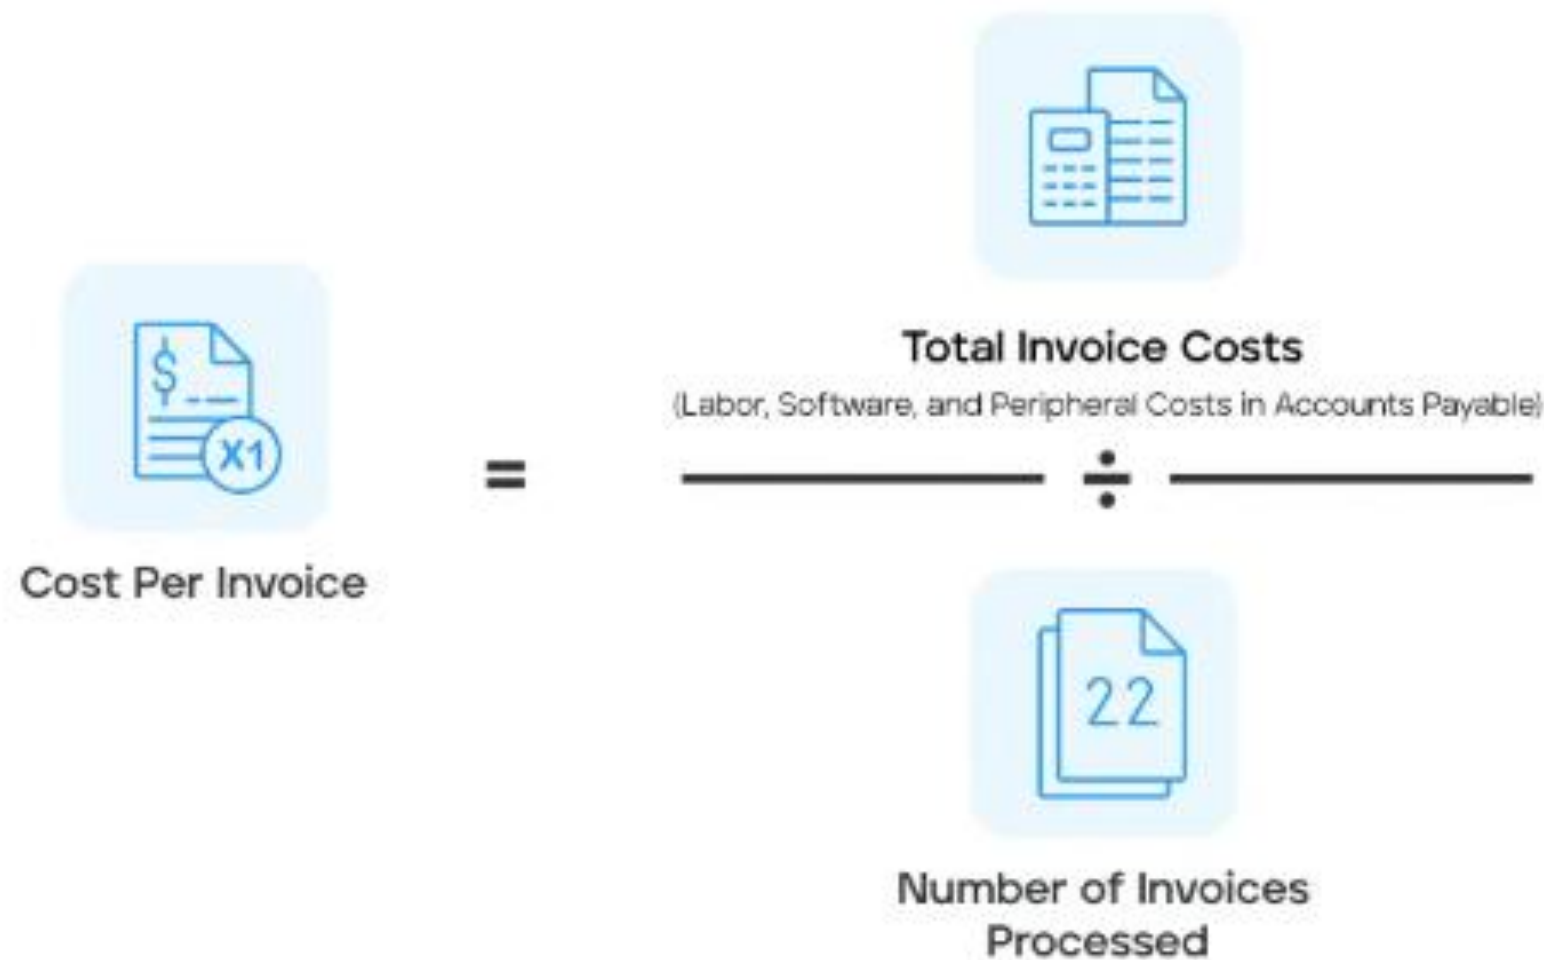 $
X1
Cost Per Invoice
=
Total Invoice Costs
(Labor, Software, and Peripheral Costs in Accounts Payable)
÷
22
Number of Invoices
Processed